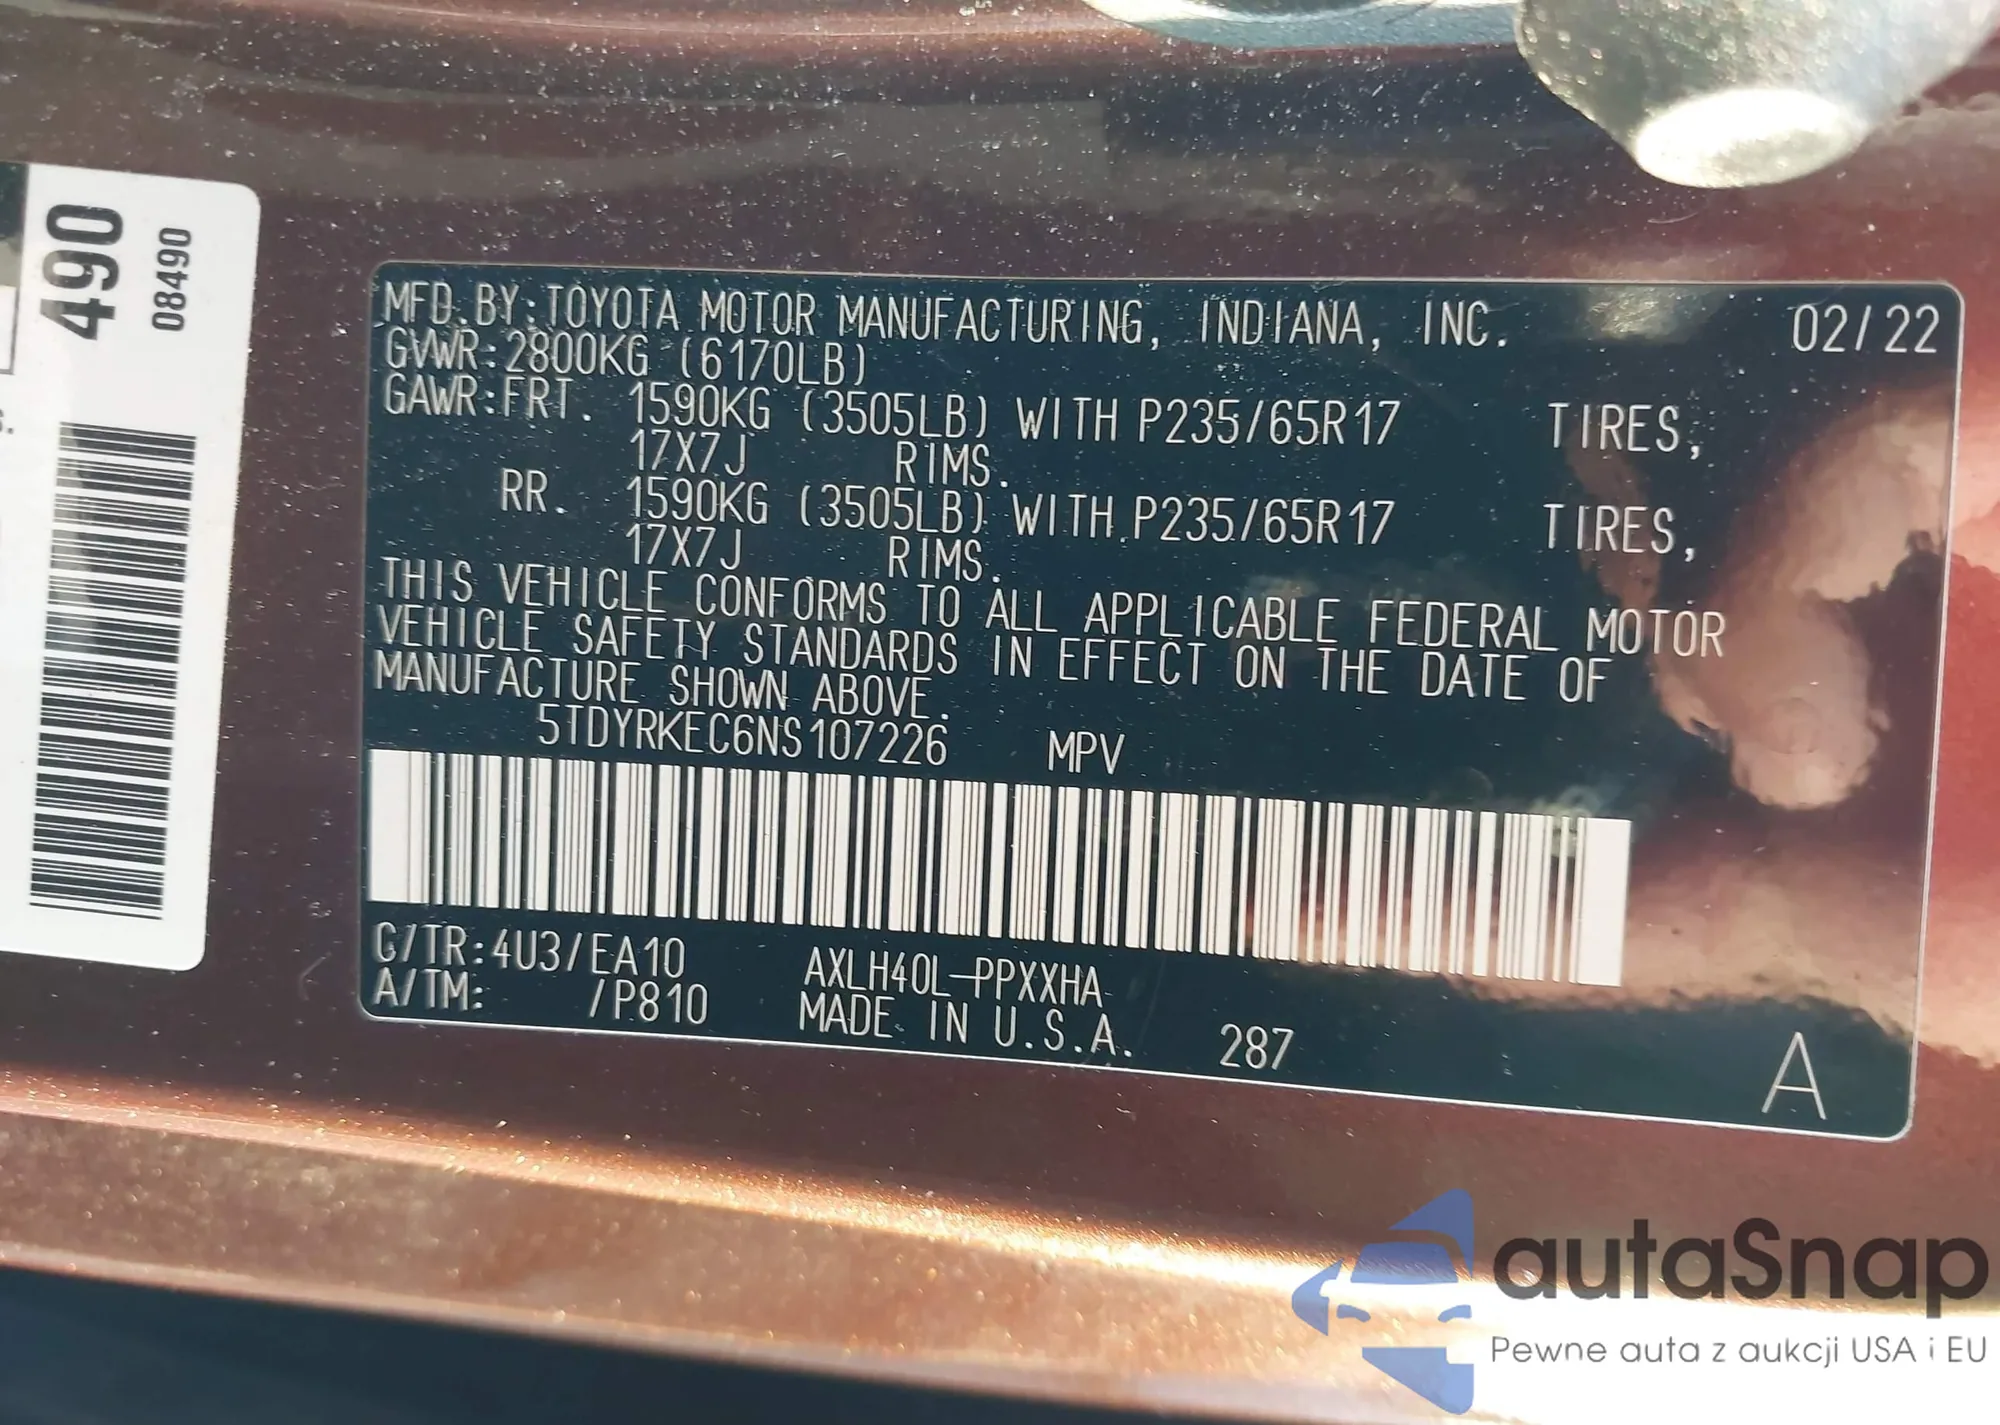 490
08490
s.
MFD. BY: TOYOTA MOTOR MANUFACTURING, INDIANA, INC. 02/22
GVWR: 2800KG (6170LB)
GAWR: FRT. 1590KG (3505LB) WITH P235/65R17 TIRES,
17X7J RIMS.
RR. 1590KG (3505LB) WITH P235/65R17 TIRES,
17X7J RIMS.
THIS VEHICLE CONFORMS TO ALL APPLICABLE FEDERAL MOTOR
VEHICLE SAFETY STANDARDS IN EFFECT ON THE DATE OF
MANUFACTURE SHOWN ABOVE.
5TDYRKEC6NS107226 MPV
C/TR: 4U3/EA10 AXLH40L-PPXXHA
A/TM: /P810 MADE IN U.S.A. 287 A
autaSnap
Pewne auta z aukcji USA i EU